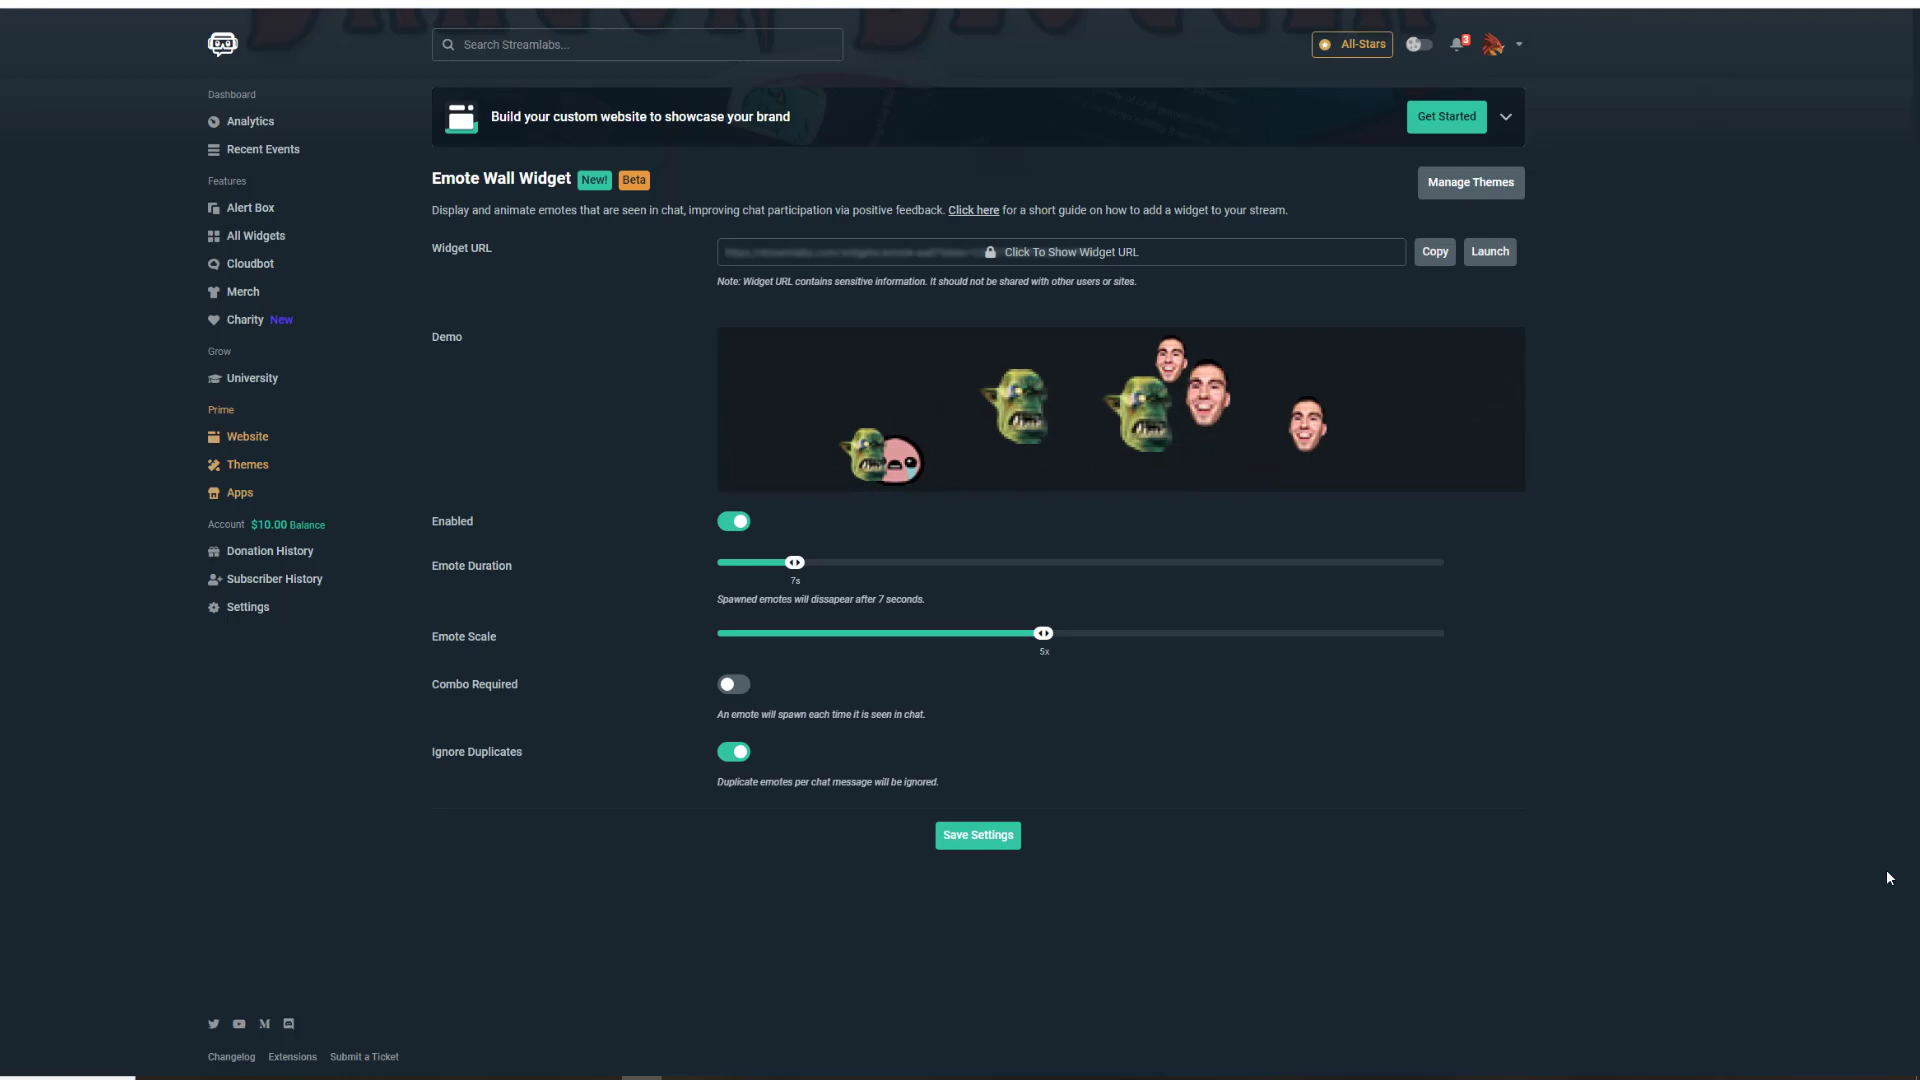 Search Streamlabs...
All-Stars
3
Dashboard
Analytics
Recent Events
Features
Alert Box
All Widgets
Cloudbot
Merch
Charity New
Grow
University
Prime
Website
Themes
Apps
Account $10.00 Balance
Donation History
Subscriber History
Settings
Build your custom website to showcase your brand
Get Started
Emote Wall Widget New! Beta
Manage Themes
Display and animate emotes that are seen in chat, improving chat participation via positive feedback. Click here for a short guide on how to add a widget to your stream.
Widget URL
Click To Show Widget URL
Copy
Launch
Note: Widget URL contains sensitive information. It should not be shared with other users or sites.
Demo
Enabled
Emote Duration
7s
Spawned emotes will dissapear after 7 seconds.
Emote Scale
5x
Combo Required
An emote will spawn each time it is seen in chat.
Ignore Duplicates
Duplicate emotes per chat message will be ignored.
Save Settings
Changelog Extensions Submit a Ticket